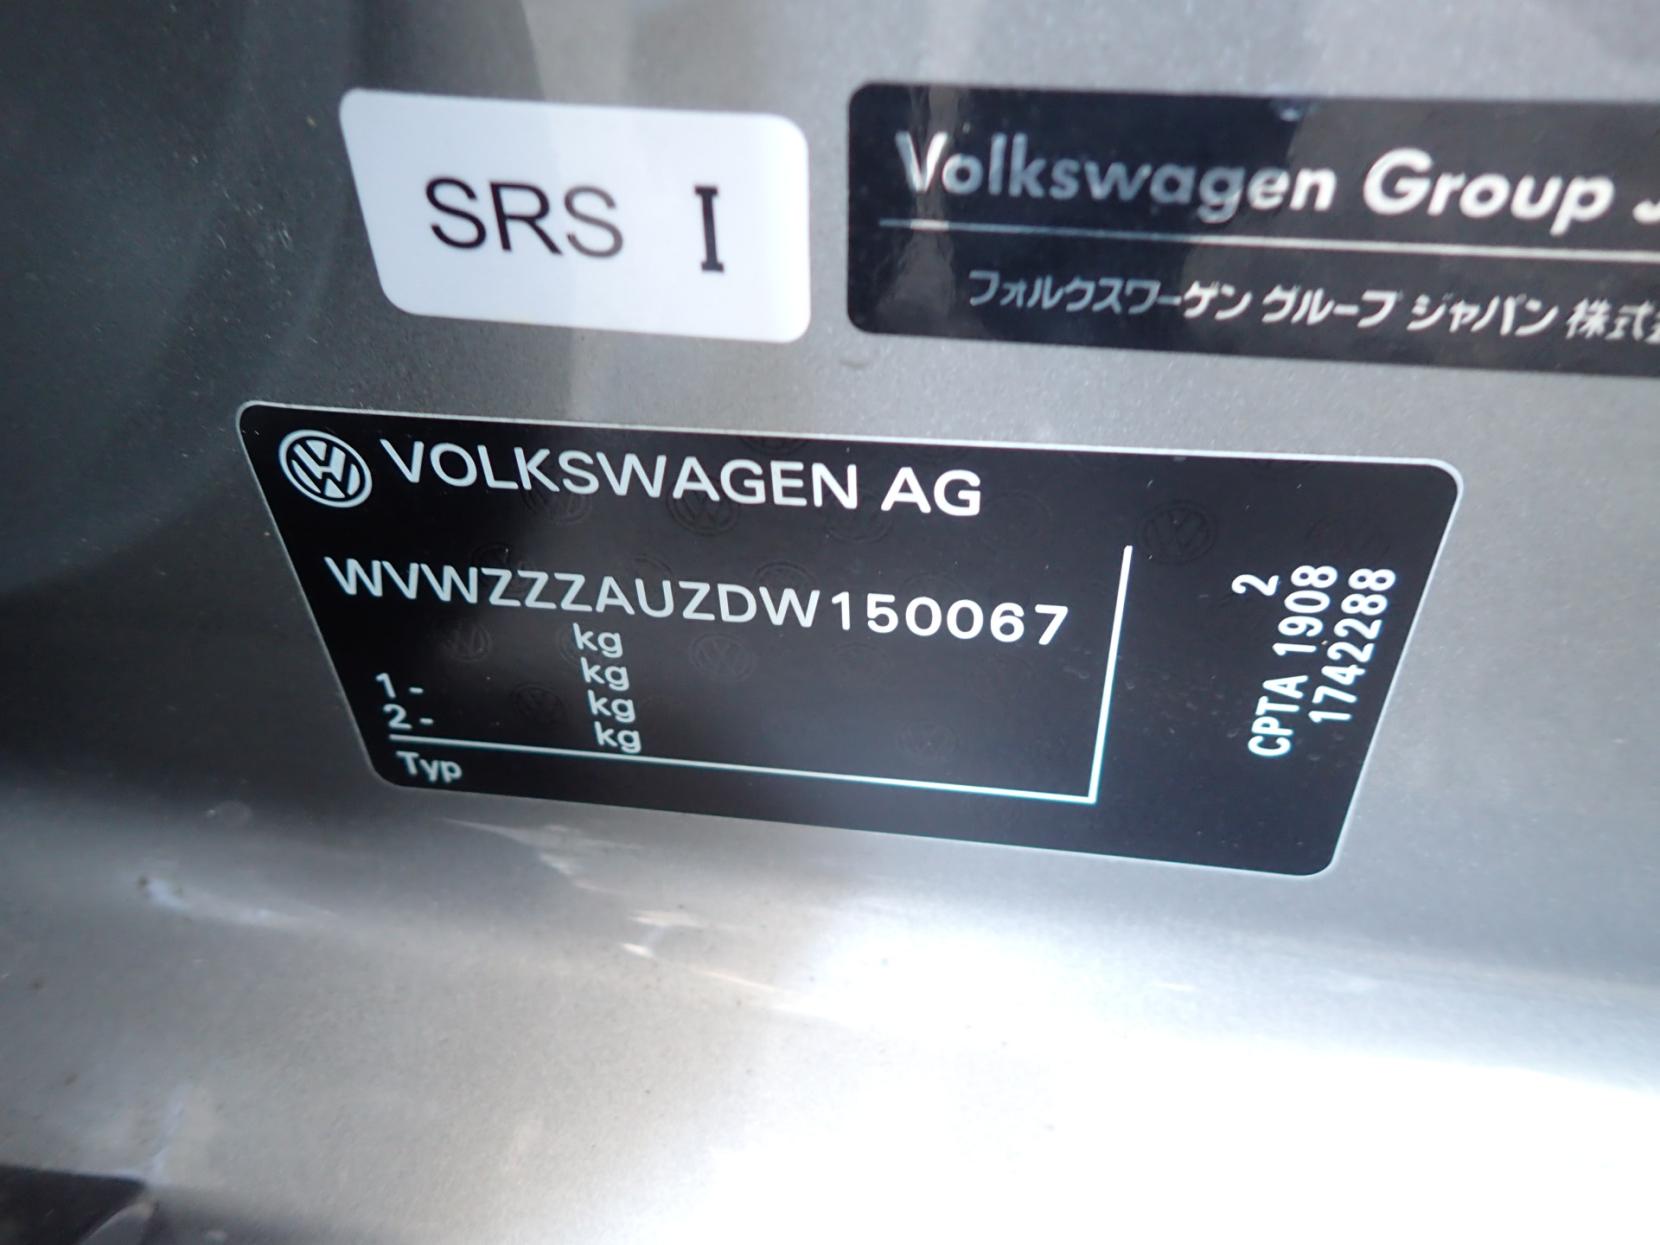 SRS I
Volkswagen Group
フォルクスワーゲン グループ ジャパン 株式
VOLKSWAGEN AG
WVWZZZAUZDW150067
kg
kg
1- kg
2- kg
Typ
2
CPTA 1908
1742288